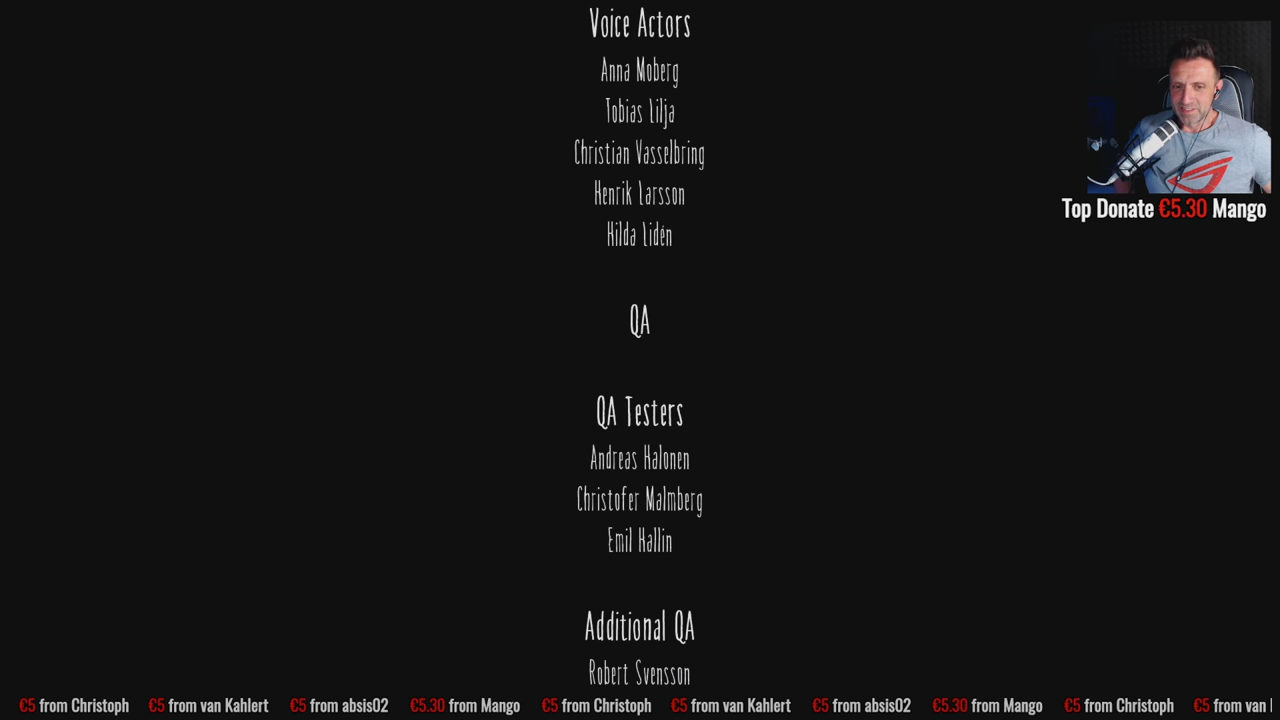 Voice Actors
Anna Moberg
Tobias Lilja
Christian Vasselbring
Henrik Larsson
Hilda Lidén
QA
QA Testers
Andreas Halonen
Christofer Malmberg
Emil Hallin
Additional QA
Robert Svensson
Top Donate €5.30 Mango
€5 from Christoph €5 from van Kahlert €5 from absis02 €5.30 from Mango €5 from Christoph €5 from van Kahlert €5 from absis02 €5.30 from Mango €5 from Christoph €5 from van